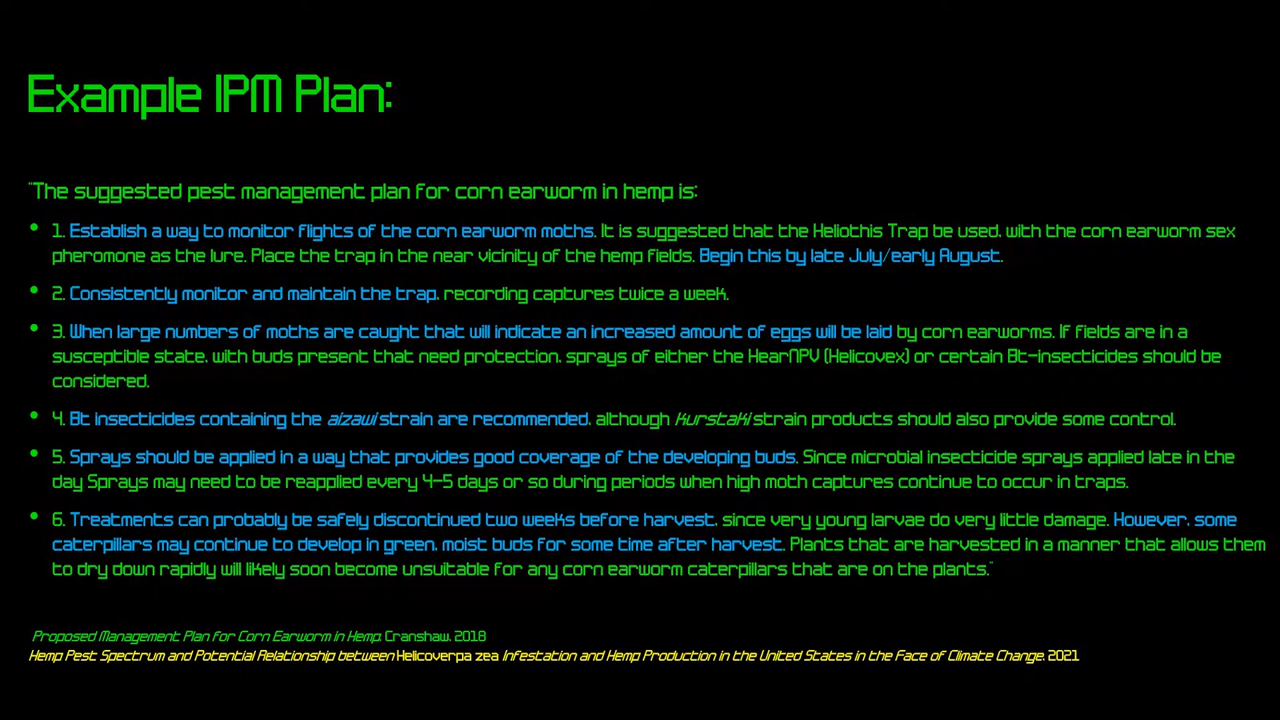 Example IPM Plan:
"The suggested pest management plan for corn earworm in hemp is:
• 1. Establish a way to monitor flights of the corn earworm moths. It is suggested that the Heliothis Trap be used, with the corn earworm sex
pheromone as the lure. Place the trap in the near vicinity of the hemp fields. Begin this by late July/early August.
• 2. Consistently monitor and maintain the trap, recording captures twice a week.
• 3. When large numbers of moths are caught that will indicate an increased amount of eggs will be laid by corn earworms. If fields are in a
susceptible state, with buds present that need protection, sprays of either the HearNPV (Helicovex) or certain Bt-insecticides should be
considered.
• 4. Bt insecticides containing the aizawi strain are recommended, although kurstaki strain products should also provide some control.
• 5. Sprays should be applied in a way that provides good coverage of the developing buds. Since microbial insecticide sprays applied late in the
day Sprays may need to be reapplied every 4-5 days or so during periods when high moth captures continue to occur in traps.
• 6. Treatments can probably be safely discontinued two weeks before harvest, since very young larvae do very little damage. However, some
caterpillars may continue to develop in green, moist buds for some time after harvest. Plants that are harvested in a manner that allows them
to dry down rapidly will likely soon become unsuitable for any corn earworm caterpillars that are on the plants."
Proposed Management Plan for Corn Earworm in Hemp. Cranshaw, 2018
Hemp Pest Spectrum and Potential Relationship between Helicoverpa zea Infestation and Hemp Production in the United States in the Face of Climate Change. 2021